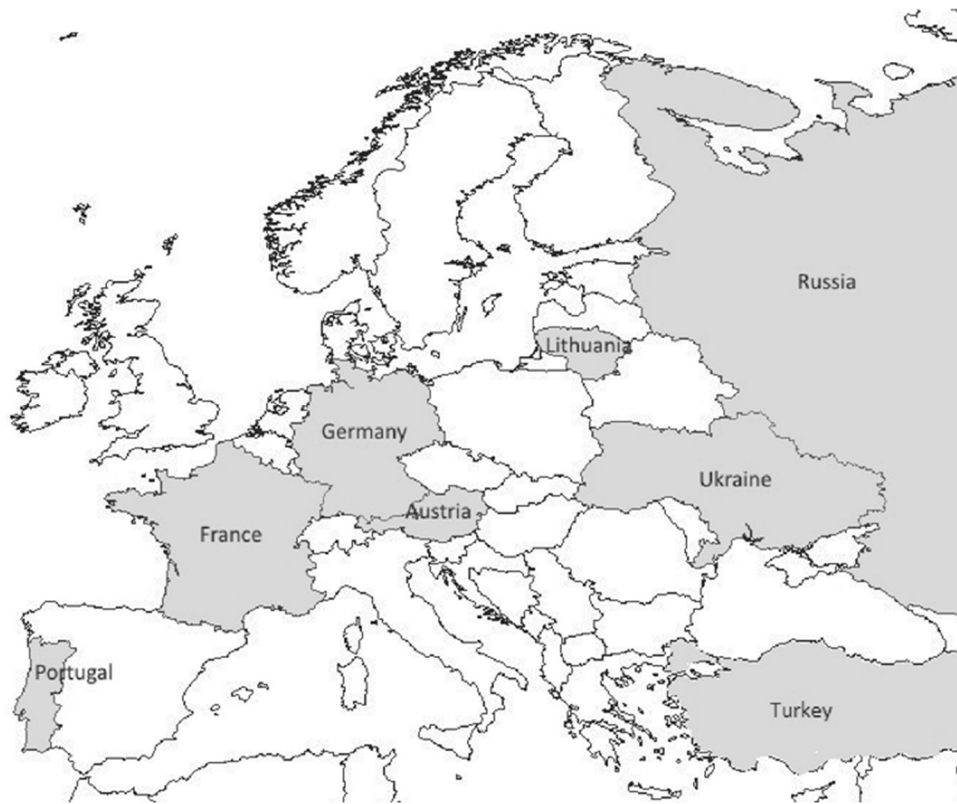 Russia
Lithuania
Germany
Ukraine
Austria
France
Portugal
Turkey